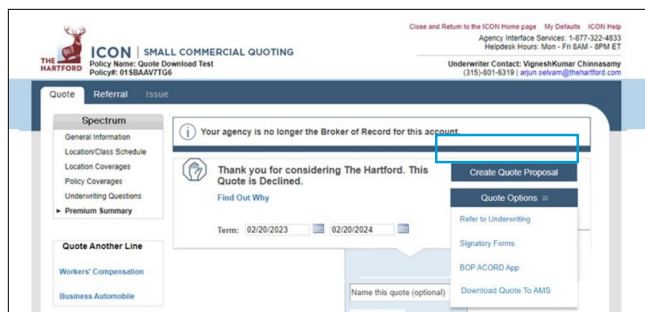 Close and Return to the ICON Home page My Defaults ICON Help
Agency Interface Services: 1-877-322-4833
Helpdesk Hours: Mon - Fri 8AM - 8PM ET
THE HARTFORD
ICON | SMALL COMMERCIAL QUOTING
Policy Name: Quote Download Test
Policy#: 01SBAAV7TG6
Underwriter Contact: VigneshKumar Chinnasamy
(315)-801-6319 | arjun.selvam@thehartford.com
Quote Referral Issue
Spectrum
General Information
Location/Class Schedule
Location Coverages
Policy Coverages
Underwriting Questions
Premium Summary
Quote Another Line
Workers' Compensation
Business Automobile
Your agency is no longer the Broker of Record for this account.
Thank you for considering The Hartford. This
Quote is Declined.
Find Out Why
Term: 02/20/2023 02/20/2024
Name this quote (optional)
Create Quote Proposal
Quote Options
Refer to Underwriting
Signatory Forms
BOP ACORD App
Download Quote To AMS